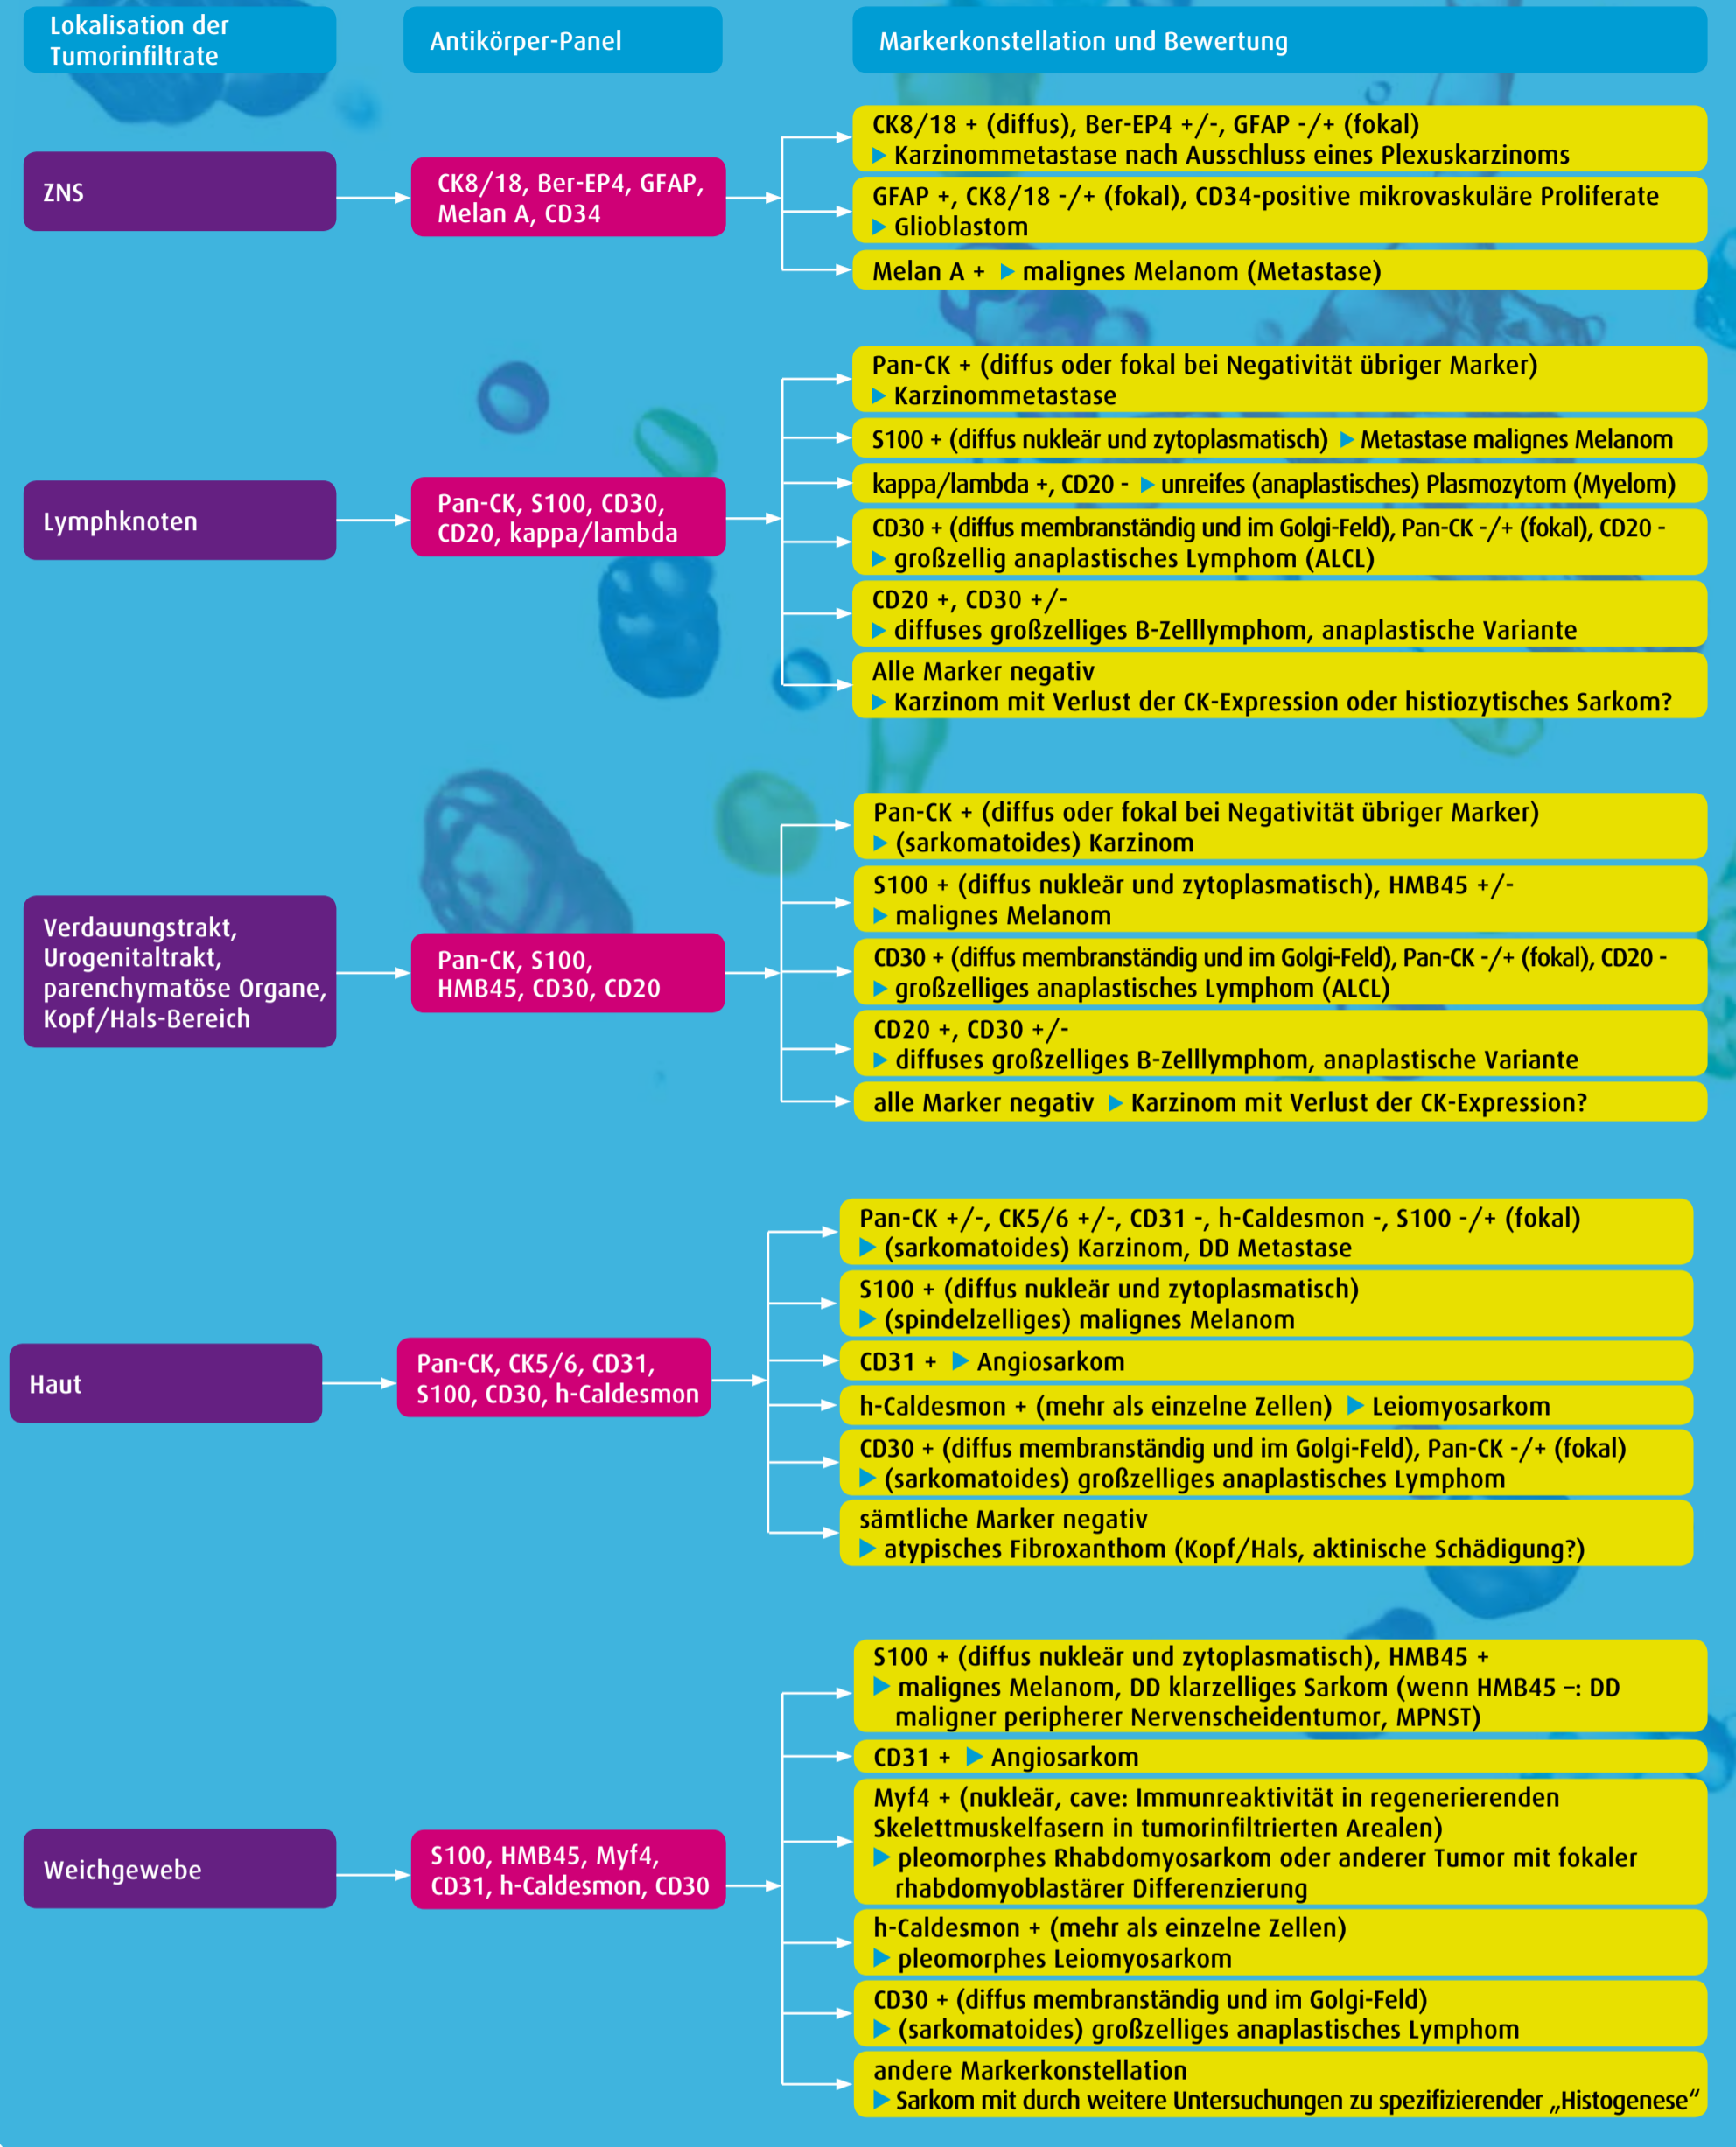 Lokalisation der
Tumorinfiltrate
Antikörper-Panel
Markerkonstellation und Bewertung
ZNS
CK8/18, Ber-EP4, GFAP,
Melan A, CD34
CK8/18 + (diffus), Ber-EP4 +/-, GFAP -/+ (fokal)
▶ Karzinommetastase nach Ausschluss eines Plexuskarzinoms
GFAP +, CK8/18 -/+ (fokal), CD34-positive mikrovaskuläre Proliferate
▶ Glioblastom
Melan A + ▶ malignes Melanom (Metastase)
Lymphknoten
Pan-CK, S100, CD30,
CD20, kappa/lambda
Pan-CK + (diffus oder fokal bei Negativität übriger Marker)
▶ Karzinommetastase
S100 + (diffus nukleär und zytoplasmatisch) ▶ Metastase malignes Melanom
kappa/lambda +, CD20 - ▶ unreifes (anaplastisches) Plasmozytom (Myelom)
CD30 + (diffus membranständig und im Golgi-Feld), Pan-CK -/+ (fokal), CD20 -
▶ großzellig anaplastisches Lymphom (ALCL)
CD20 +, CD30 +/-
▶ diffuses großzelliges B-Zelllymphom, anaplastische Variante
Alle Marker negativ
▶ Karzinom mit Verlust der CK-Expression oder histiozytisches Sarkom?
Verdauungstrakt,
Urogenitaltrakt,
parenchymatöse Organe,
Kopf/Hals-Bereich
Pan-CK, S100,
HMB45, CD30, CD20
Pan-CK + (diffus oder fokal bei Negativität übriger Marker)
▶ (sarkomatoides) Karzinom
S100 + (diffus nukleär und zytoplasmatisch), HMB45 +/-
▶ malignes Melanom
CD30 + (diffus membranständig und im Golgi-Feld), Pan-CK -/+ (fokal), CD20 -
▶ großzelliges anaplastisches Lymphom (ALCL)
CD20 +, CD30 +/-
▶ diffuses großzelliges B-Zelllymphom, anaplastische Variante
alle Marker negativ ▶ Karzinom mit Verlust der CK-Expression?
Haut
Pan-CK, CK5/6, CD31,
S100, CD30, h-Caldesmon
Pan-CK +/-, CK5/6 +/-, CD31 -, h-Caldesmon -, S100 -/+ (fokal)
▶ (sarkomatoides) Karzinom, DD Metastase
S100 + (diffus nukleär und zytoplasmatisch)
▶ (spindelzelliges) malignes Melanom
CD31 + ▶ Angiosarkom
h-Caldesmon + (mehr als einzelne Zellen) ▶ Leiomyosarkom
CD30 + (diffus membranständig und im Golgi-Feld), Pan-CK -/+ (fokal)
▶ (sarkomatoides) großzelliges anaplastisches Lymphom
sämtliche Marker negativ
▶ atypisches Fibroxanthom (Kopf/Hals, aktinische Schädigung?)
Weichgewebe
S100, HMB45, Myf4,
CD31, h-Caldesmon, CD30
S100 + (diffus nukleär und zytoplasmatisch), HMB45 +
▶ malignes Melanom, DD klarzelliges Sarkom (wenn HMB45 –: DD
maligner peripherer Nervenscheidentumor, MPNST)
CD31 + ▶ Angiosarkom
Myf4 + (nukleär, cave: Immunreaktivität in regenerierenden
Skelettmuskelfasern in tumorinfiltrierten Arealen)
▶ pleomorphes Rhabdomyosarkom oder anderer Tumor mit fokaler
rhabdomyoblastärer Differenzierung
h-Caldesmon + (mehr als einzelne Zellen)
▶ pleomorphes Leiomyosarkom
CD30 + (diffus membranständig und im Golgi-Feld)
▶ (sarkomatoides) großzelliges anaplastisches Lymphom
andere Markerkonstellation
▶ Sarkom mit durch weitere Untersuchungen zu spezifizierender „Histogenese“